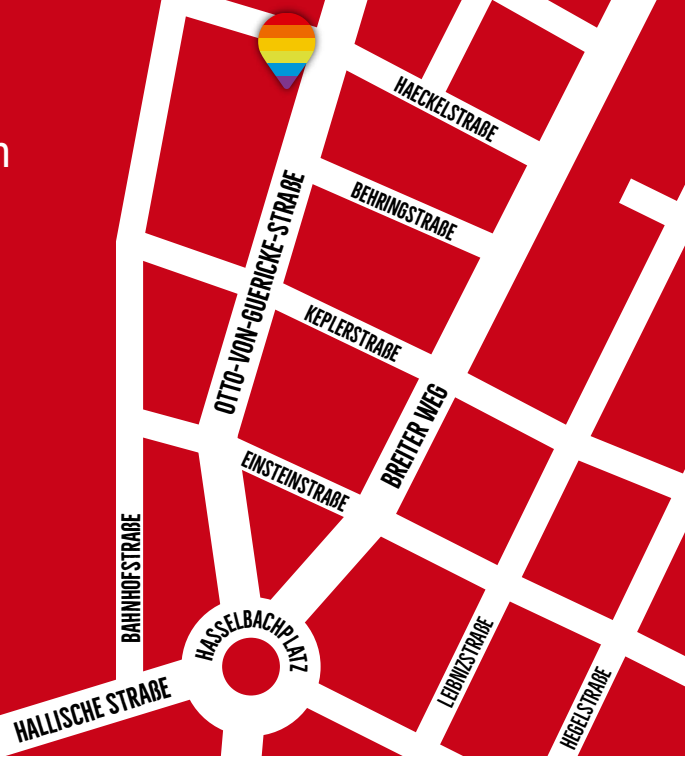 HAECKELSTRAßE
n
BEHRINGSTRAßE
OTTO-VON-GUERICKE-STRAßE
KEPLERSTRAßE
BREITER WEG
EINSTEINSTRAßE
BAHNHOFSTRAßE
HASSELBACHPLATZ
LEIBNIZSTRAßE
HEGELSTRAßE
HALLISCHE STRAßE